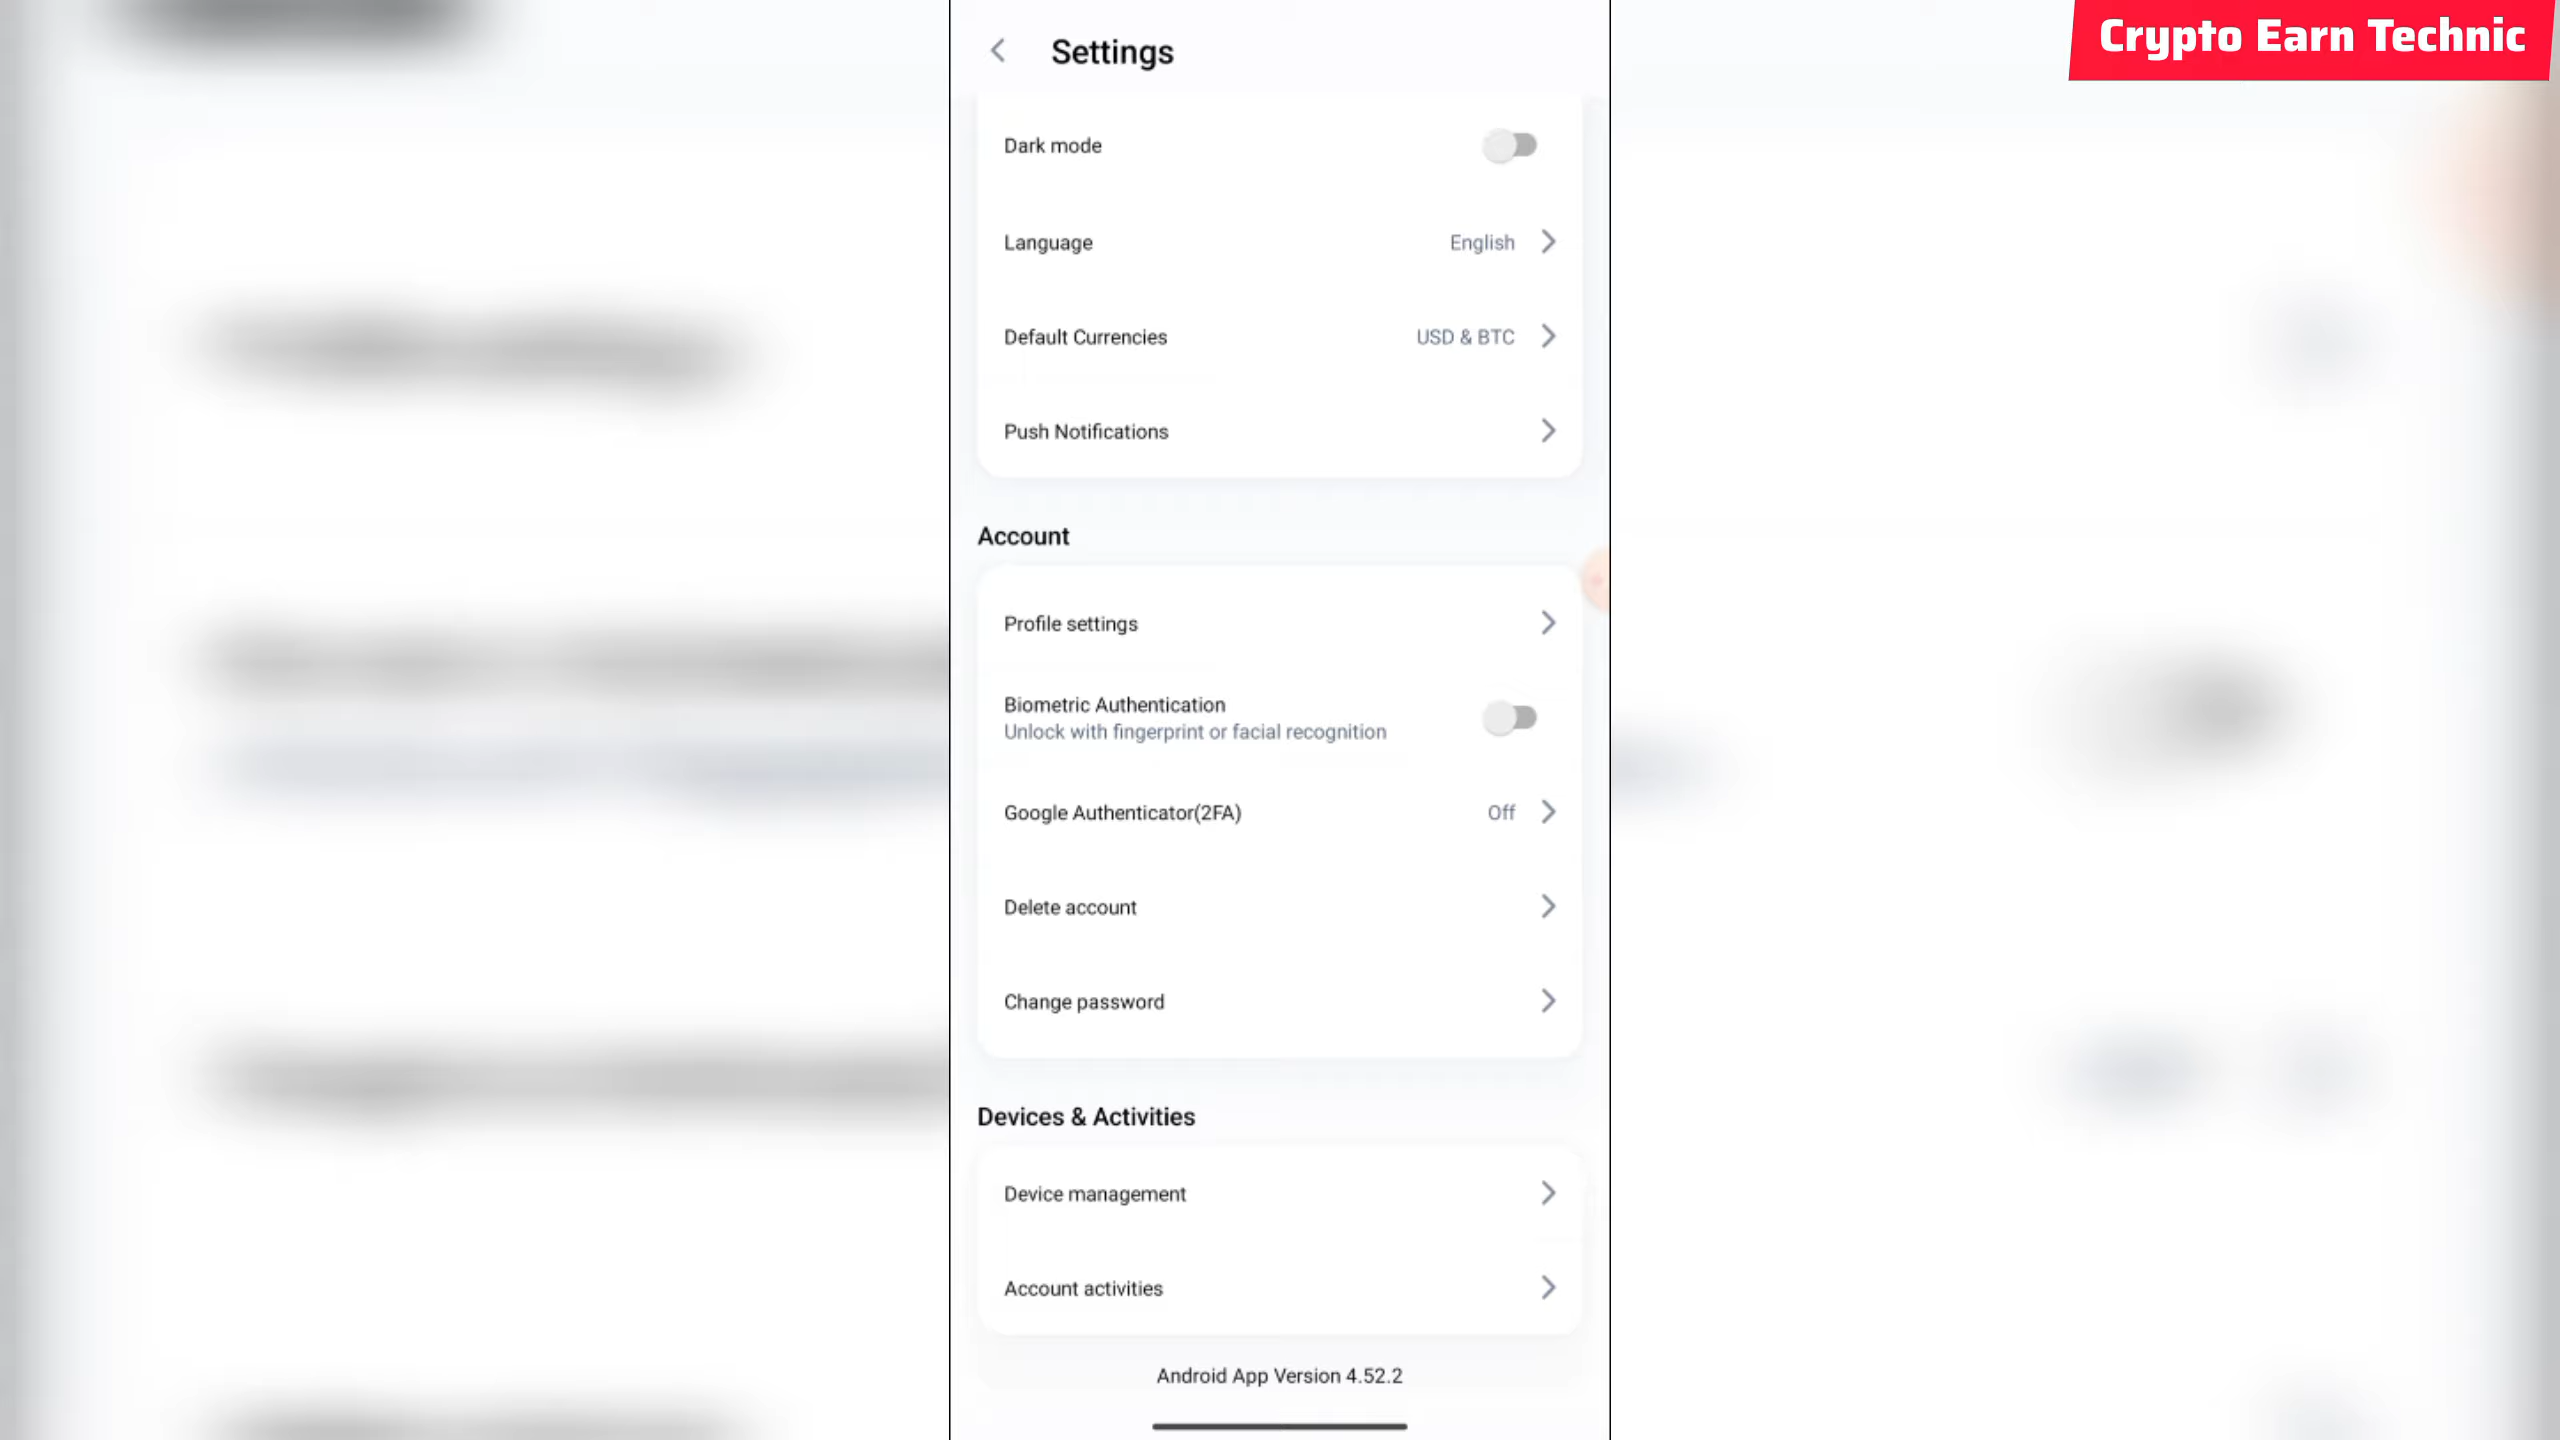 Crypto Earn Technic
Settings
Dark mode
Language English
Default Currencies USD & BTC
Push Notifications
Account
Profile settings
Biometric Authentication
Unlock with fingerprint or facial recognition
Google Authenticator(2FA) Off
Delete account
Change password
Devices & Activities
Device management
Account activities
Android App Version 4.52.2